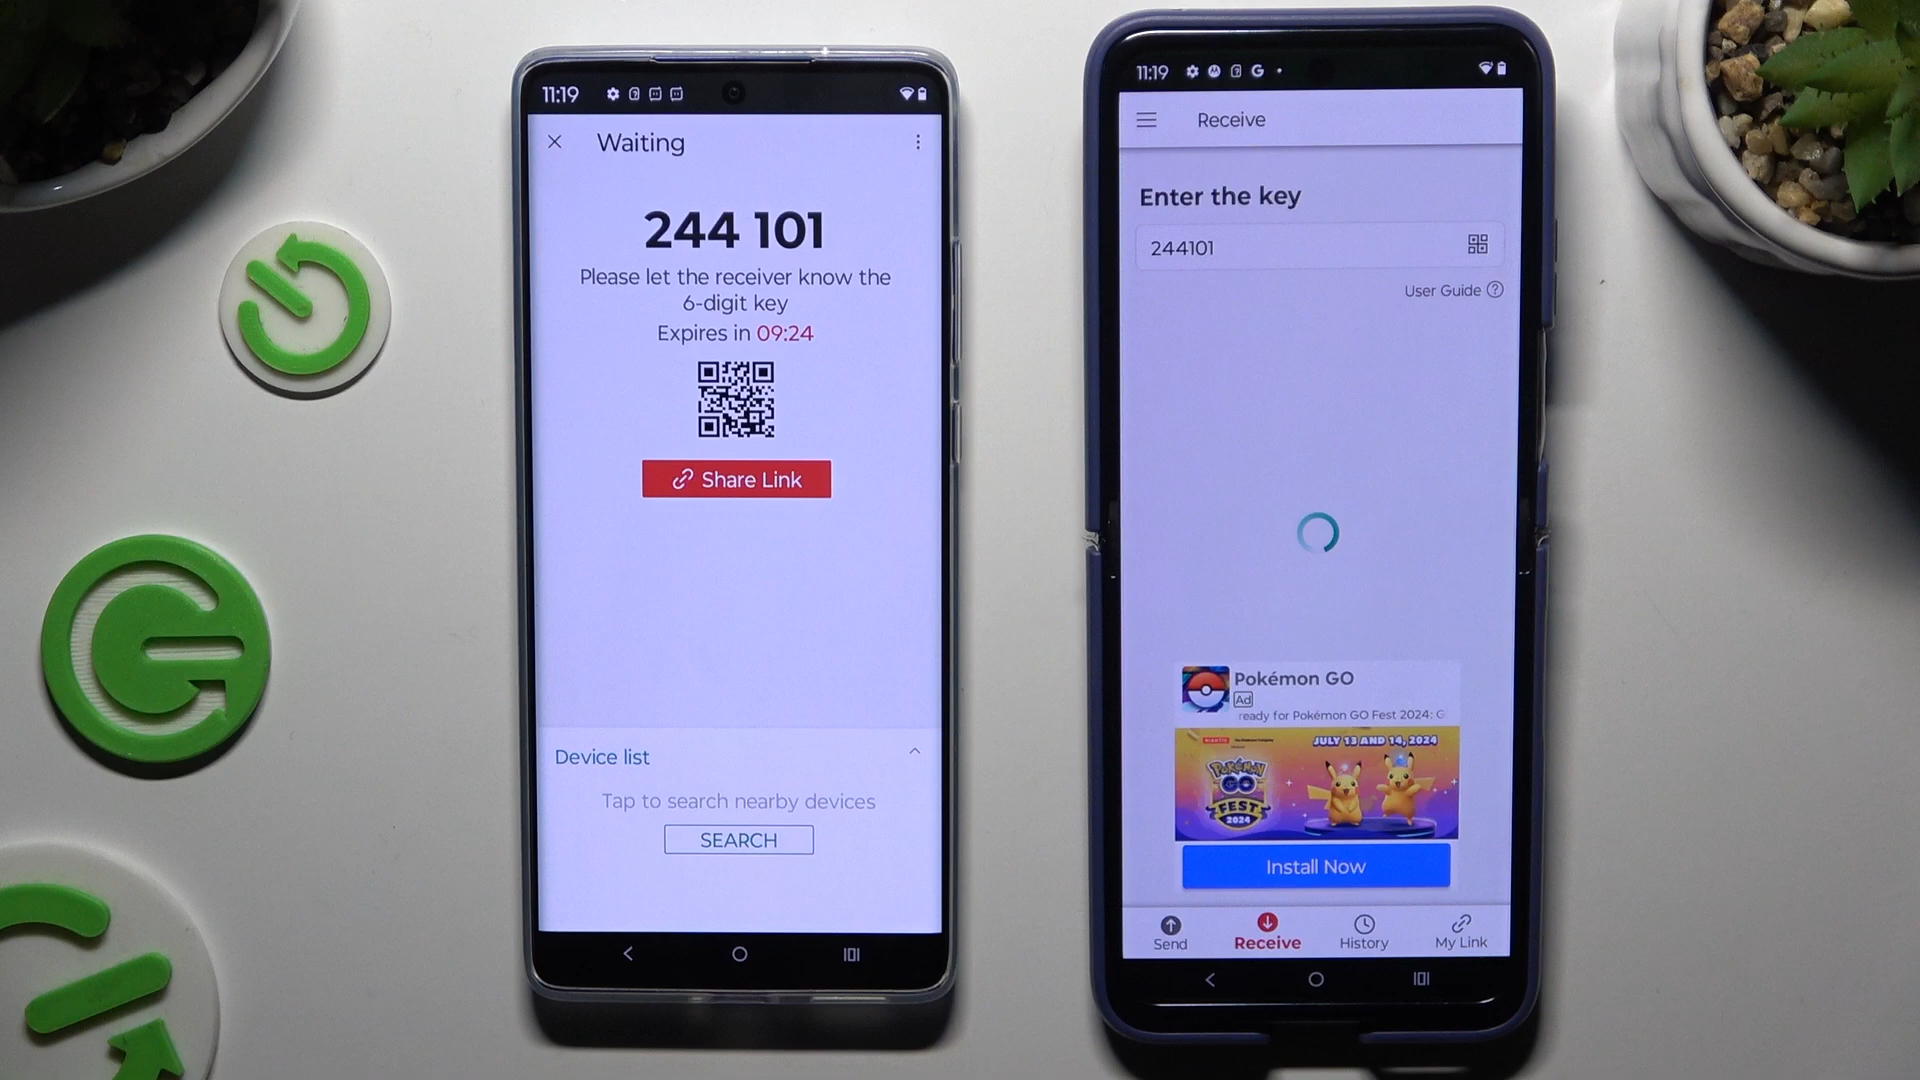 11:19
Waiting
244 101
Please let the receiver know the
6-digit key
Expires in 09:24
Share Link
Device list
Tap to search nearby devices
SEARCH
11:19
Receive
Enter the key
244101
User Guide
Pokémon GO
Ad
ready for Pokémon GO Fest 2024: G
JULY 13 AND 14, 2024
POKÉMON
GO
FEST
2024
Install Now
Send
Receive
History
My Link